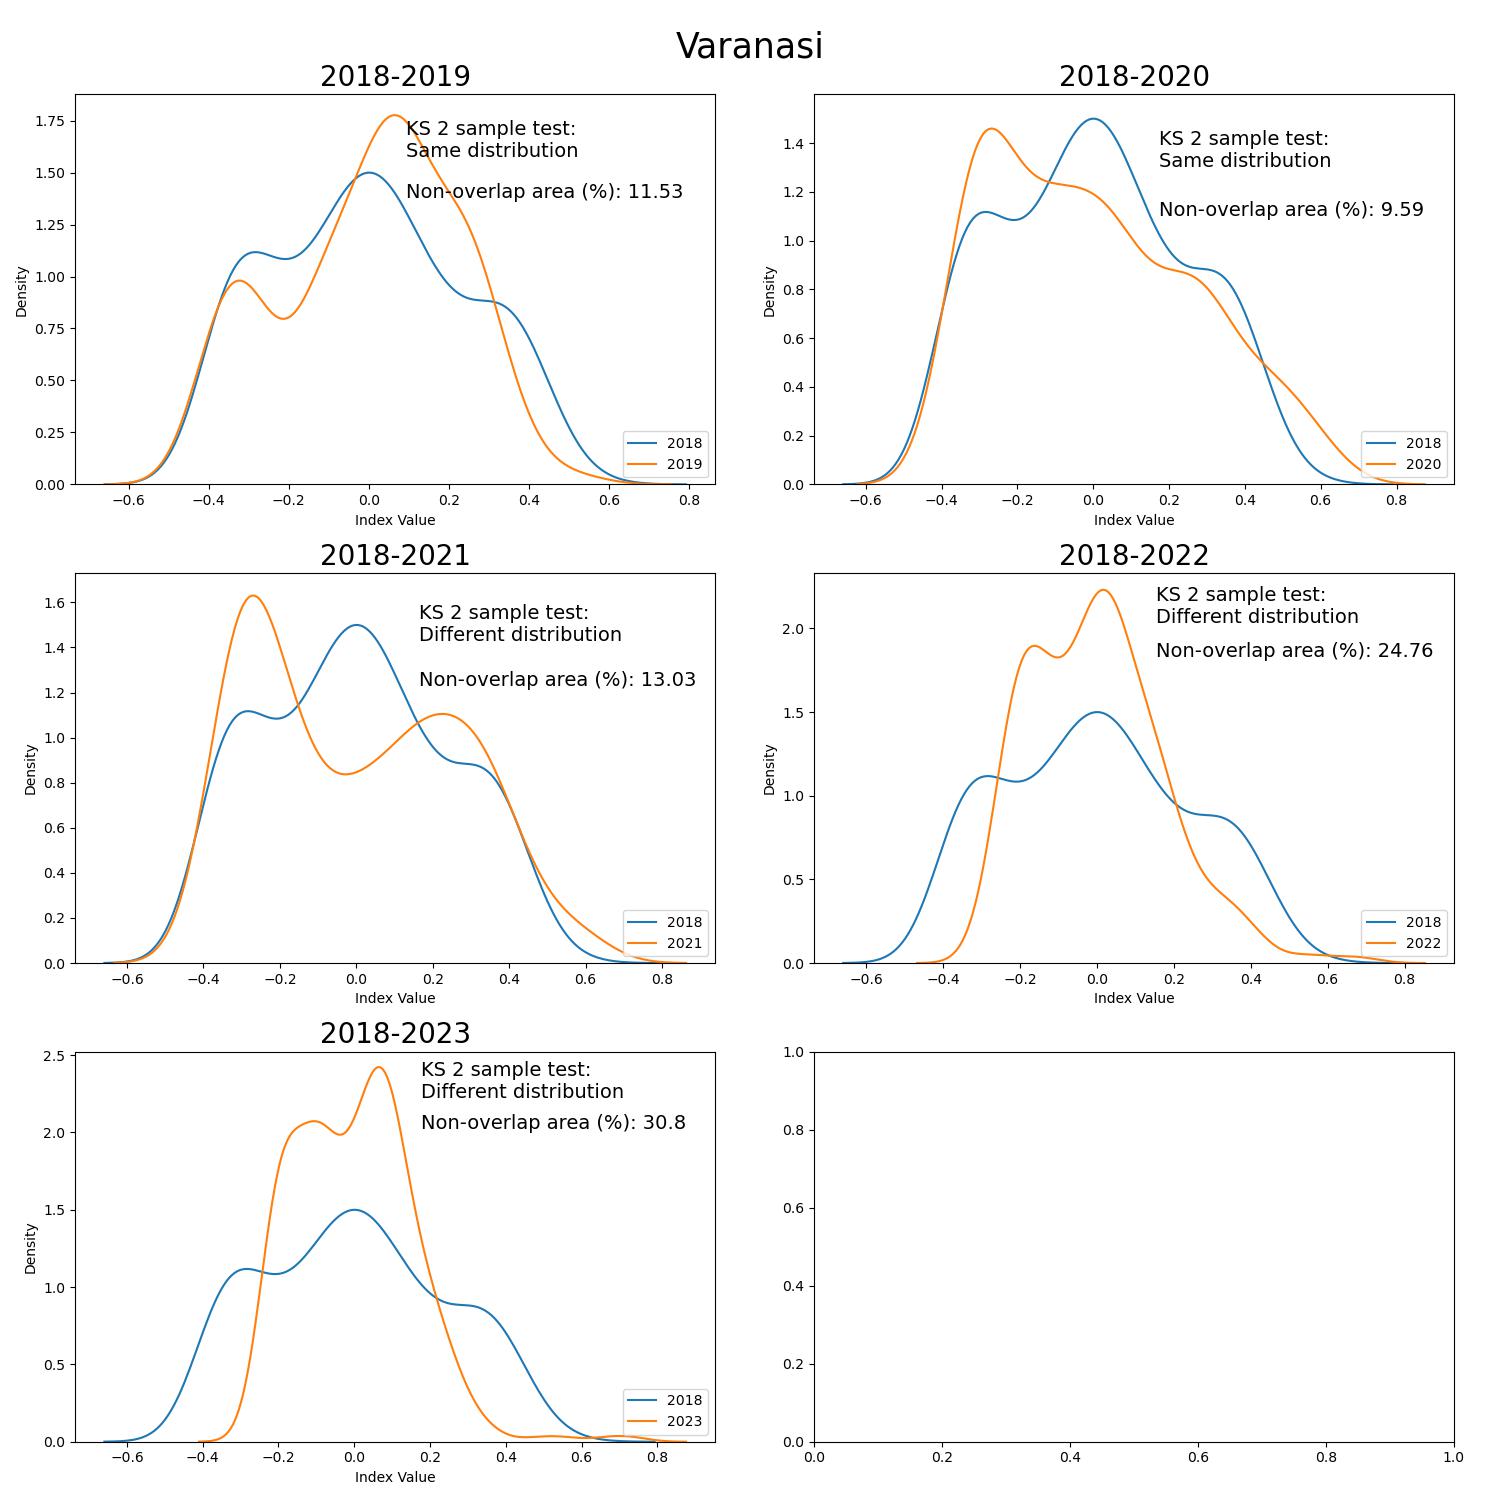 Varanasi
2018-2019
KS 2 sample test:
Same distribution
Non-overlap area (%): 11.53
Density
1.75
1.50
1.25
1.00
0.75
0.50
0.25
0.00
−0.6 −0.4 −0.2 0.0 0.2 0.4 0.6 0.8
Index Value
2018
2019
2018-2020
KS 2 sample test:
Same distribution
Non-overlap area (%): 9.59
Density
1.4
1.2
1.0
0.8
0.6
0.4
0.2
0.0
−0.6 −0.4 −0.2 0.0 0.2 0.4 0.6 0.8
Index Value
2018
2020
2018-2021
KS 2 sample test:
Different distribution
Non-overlap area (%): 13.03
Density
1.6
1.4
1.2
1.0
0.8
0.6
0.4
0.2
0.0
−0.6 −0.4 −0.2 0.0 0.2 0.4 0.6 0.8
Index Value
2018
2021
2018-2022
KS 2 sample test:
Different distribution
Non-overlap area (%): 24.76
Density
2.0
1.5
1.0
0.5
0.0
−0.6 −0.4 −0.2 0.0 0.2 0.4 0.6 0.8
Index Value
2018
2022
2018-2023
KS 2 sample test:
Different distribution
Non-overlap area (%): 30.8
Density
2.5
2.0
1.5
1.0
0.5
0.0
−0.6 −0.4 −0.2 0.0 0.2 0.4 0.6 0.8
Index Value
2018
2023
1.0
0.8
0.6
0.4
0.2
0.0
0.0 0.2 0.4 0.6 0.8 1.0